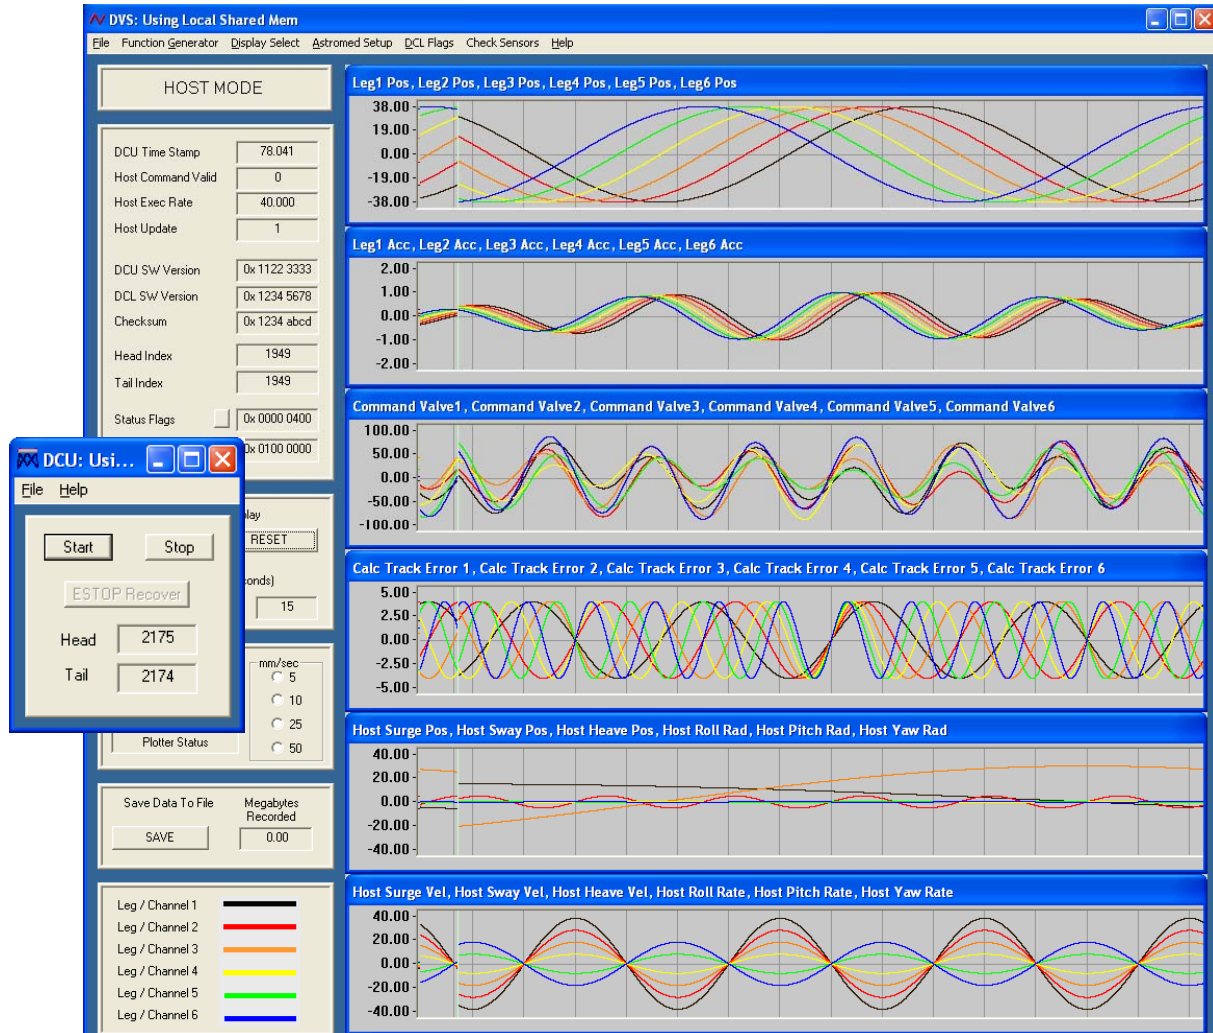 DVS: Using Local Shared Mem
File Function Generator Display Select Astromed Setup DCL Flags Check Sensors Help
HOST MODE
DCU Time Stamp 78.041
Host Command Valid 0
Host Exec Rate 40.000
Host Update 1
DCU SW Version 0x 1122 3333
DCL SW Version 0x 1234 5678
Checksum 0x 1234 abcd
Head Index 1949
Tail Index 1949
Status Flags 0x 0000 0400
0x 0100 0000
DCU: Usi...
File Help
Start Stop
ESTOP Recover
Head 2175
Tail 2174
RESET
15
mm/sec
5
10
25
50
Plotter Status
Save Data To File Megabytes
Recorded
SAVE 0.00
Leg / Channel 1
Leg / Channel 2
Leg / Channel 3
Leg / Channel 4
Leg / Channel 5
Leg / Channel 6
Leg1 Pos, Leg2 Pos, Leg3 Pos, Leg4 Pos, Leg5 Pos, Leg6 Pos
38.00
19.00
0.00
-19.00
-38.00
Leg1 Acc, Leg2 Acc, Leg3 Acc, Leg4 Acc, Leg5 Acc, Leg6 Acc
2.00
1.00
0.00
-1.00
-2.00
Command Valve1, Command Valve2, Command Valve3, Command Valve4, Command Valve5, Command Valve6
100.00
50.00
0.00
-50.00
-100.00
Calc Track Error 1, Calc Track Error 2, Calc Track Error 3, Calc Track Error 4, Calc Track Error 5, Calc Track Error 6
5.00
2.50
0.00
-2.50
-5.00
Host Surge Pos, Host Sway Pos, Host Heave Pos, Host Roll Rad, Host Pitch Rad, Host Yaw Rad
40.00
20.00
0.00
-20.00
-40.00
Host Surge Vel, Host Sway Vel, Host Heave Vel, Host Roll Rate, Host Pitch Rate, Host Yaw Rate
40.00
20.00
0.00
-20.00
-40.00